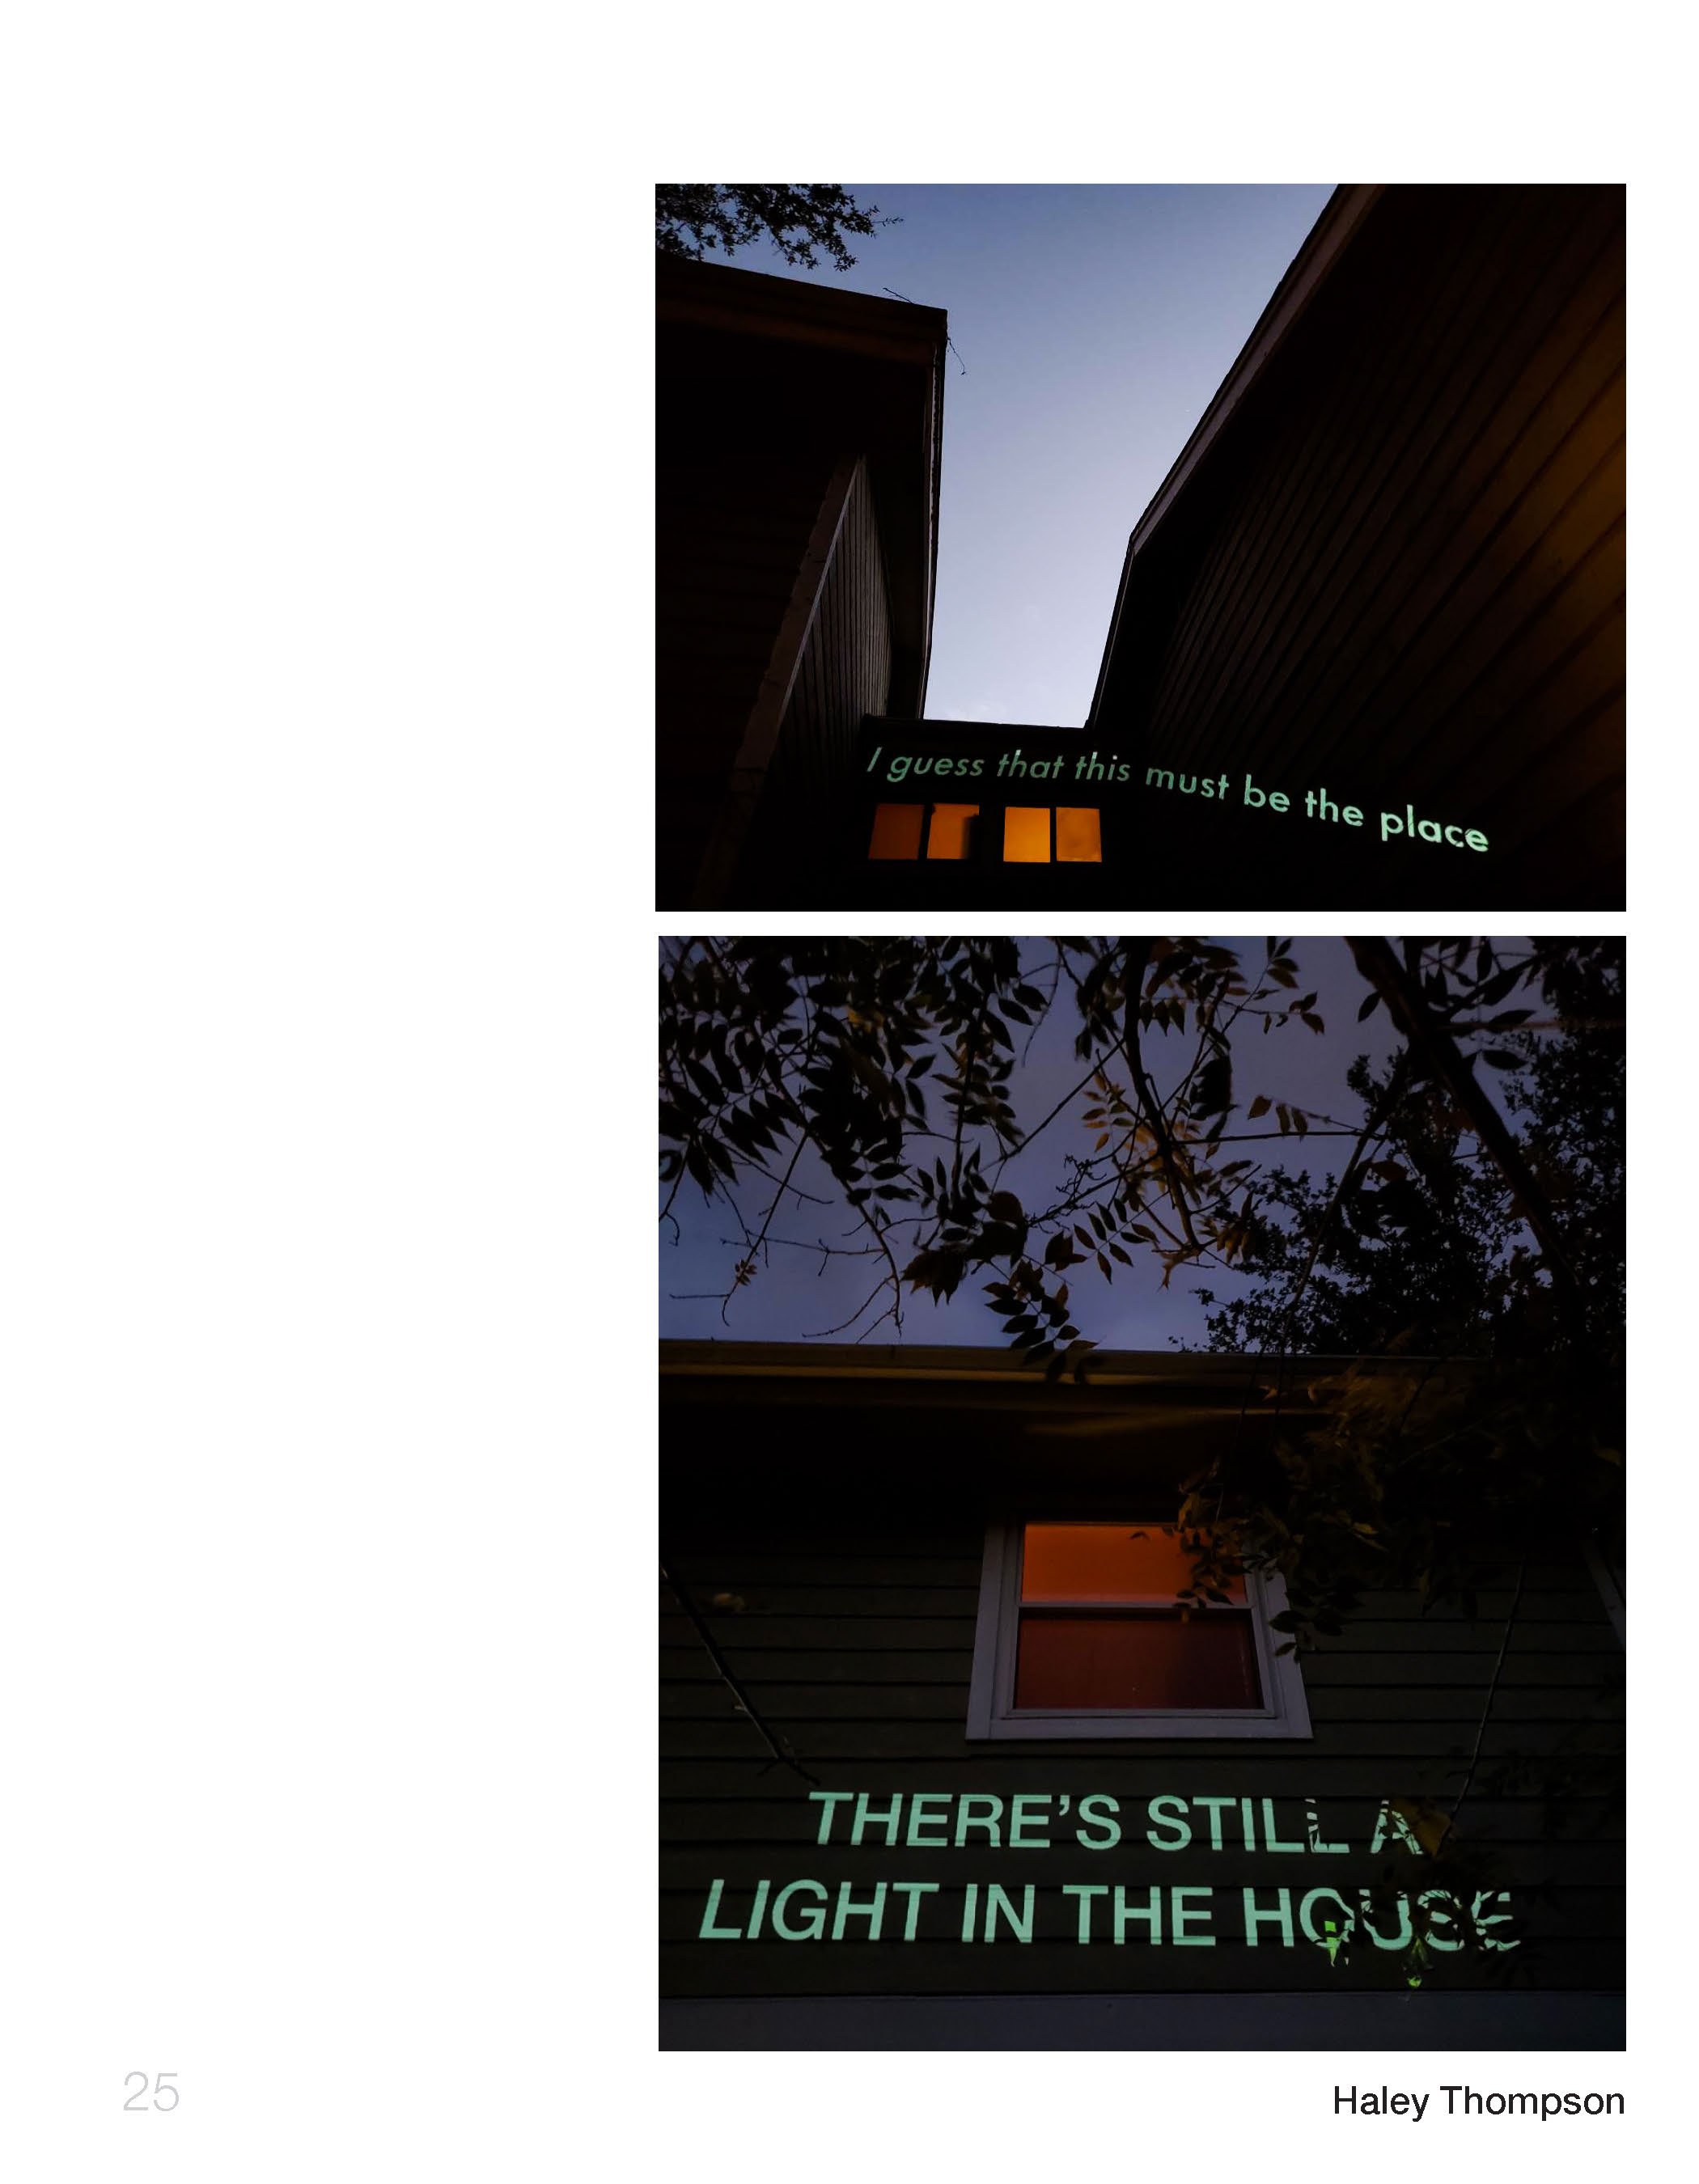 I guess that this must be the place
THERE'S STILL A
LIGHT IN THE HOUSE
25
Haley Thompson